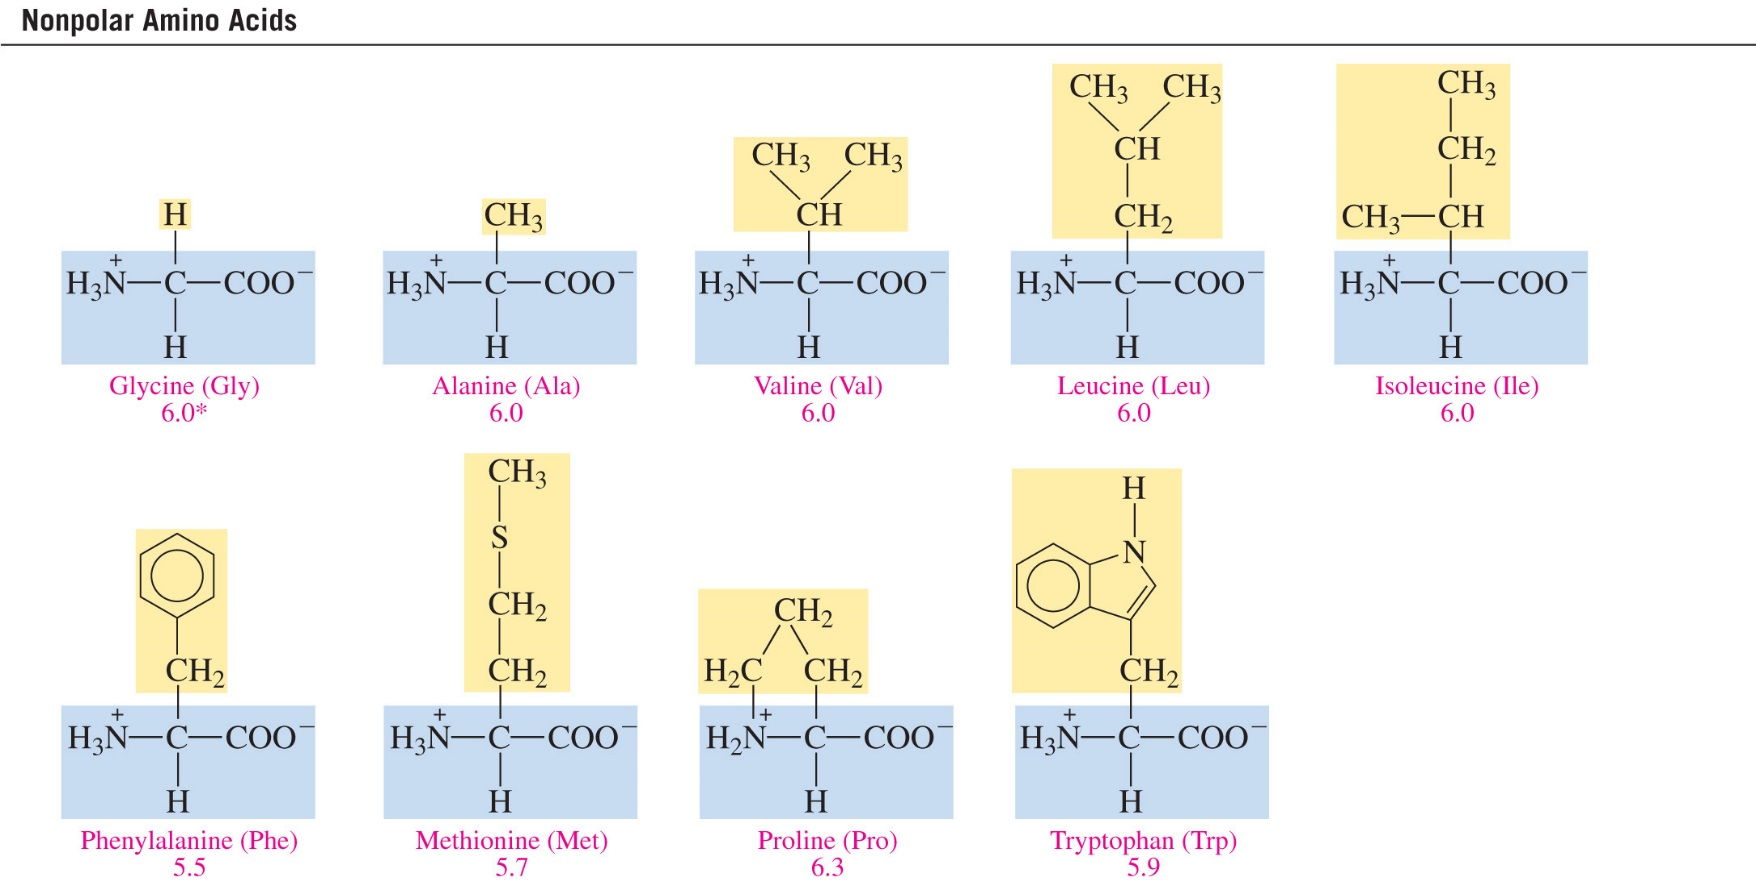 Nonpolar Amino Acids
CH₃ CH₃ CH₃
CH₃ CH₃ CH CH₂
H CH₃ CH CH₂ CH₃—CH
H₃N⁺—C—COO⁻ H₃N⁺—C—COO⁻ H₃N⁺—C—COO⁻ H₃N⁺—C—COO⁻ H₃N⁺—C—COO⁻
H H H H H
Glycine (Gly) Alanine (Ala) Valine (Val) Leucine (Leu) Isoleucine (Ile)
6.0* 6.0 6.0 6.0 6.0
CH₃ H
S N
CH₂ CH₂
CH₂ CH₂ H₂C CH₂ CH₂
H₃N⁺—C—COO⁻ H₃N⁺—C—COO⁻ H₂N⁺—C—COO⁻ H₃N⁺—C—COO⁻
H H H H
Phenylalanine (Phe) Methionine (Met) Proline (Pro) Tryptophan (Trp)
5.5 5.7 6.3 5.9